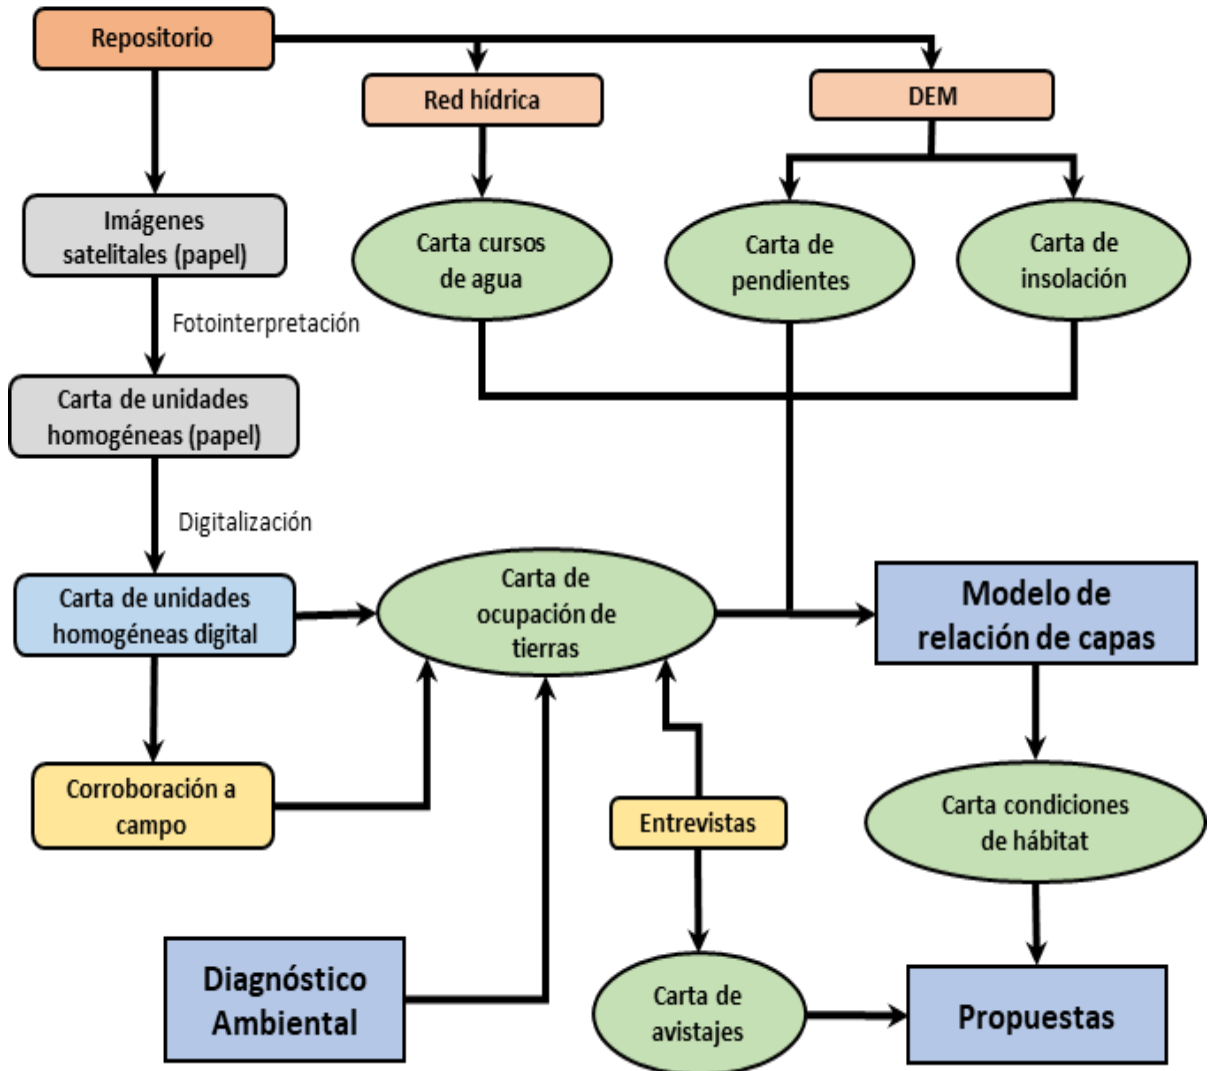 Repositorio
Red hídrica
DEM
Imágenes
satelitales (papel)
Carta cursos
de agua
Carta de
pendientes
Carta de
insolación
Fotointerpretación
Carta de unidades
homogéneas (papel)
Digitalización
Carta de unidades
homogéneas digital
Carta de
ocupación de
tierras
Modelo de
relación de capas
Corroboración a
campo
Entrevistas
Carta condiciones
de hábitat
Diagnóstico
Ambiental
Carta de
avistajes
Propuestas